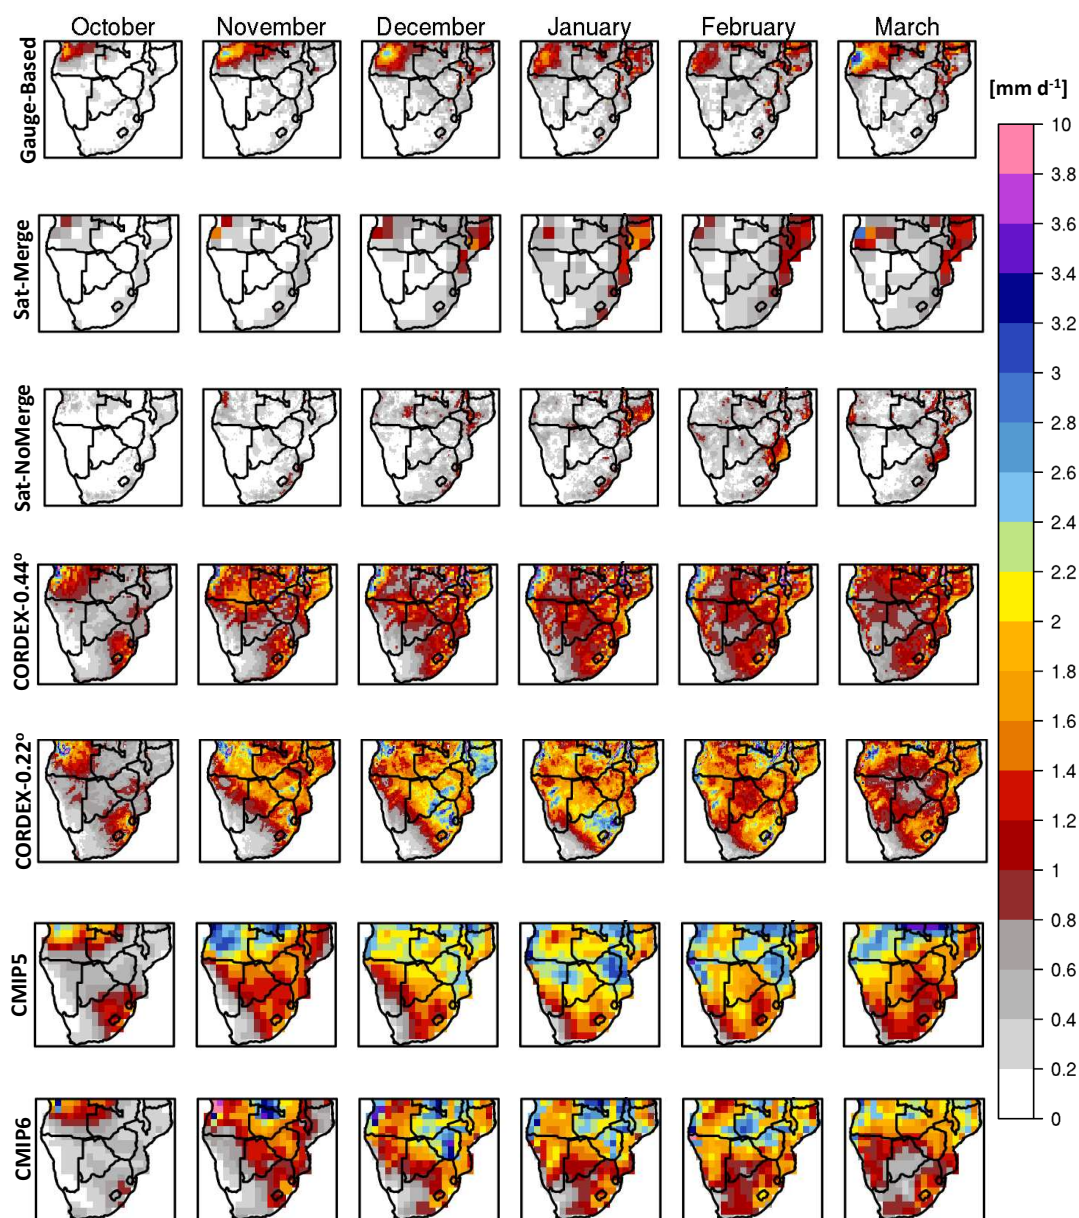 October November December January February March
[mm d⁻¹]
Gauge-Based
Sat-Merge
Sat-NoMerge
CORDEX-0.44º
CORDEX-0.22º
CMIP5
CMIP6
10
3.8
3.6
3.4
3.2
3
2.8
2.6
2.4
2.2
2
1.8
1.6
1.4
1.2
1
0.8
0.6
0.4
0.2
0